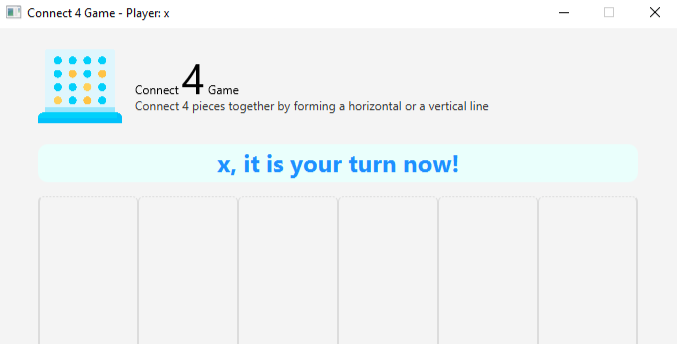 Connect 4 Game - Player: x
Connect 4 Game
Connect 4 pieces together by forming a horizontal or a vertical line
x, it is your turn now!